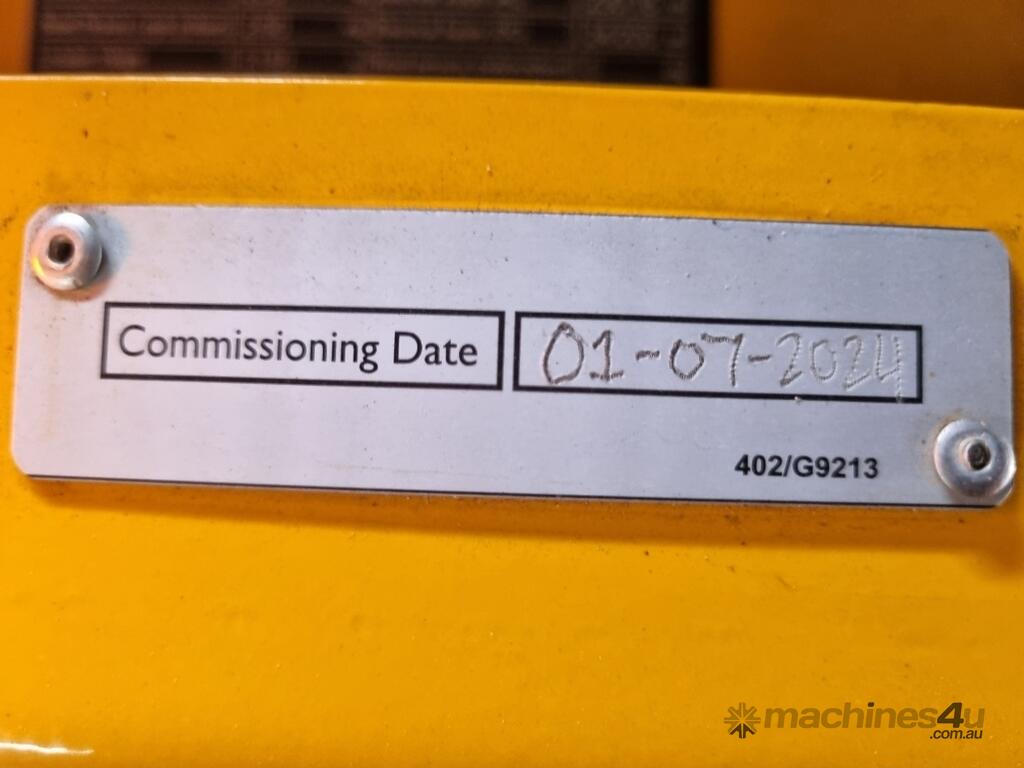 Commissioning Date 01-07-2024
402/G9213
machines4u
.com.au